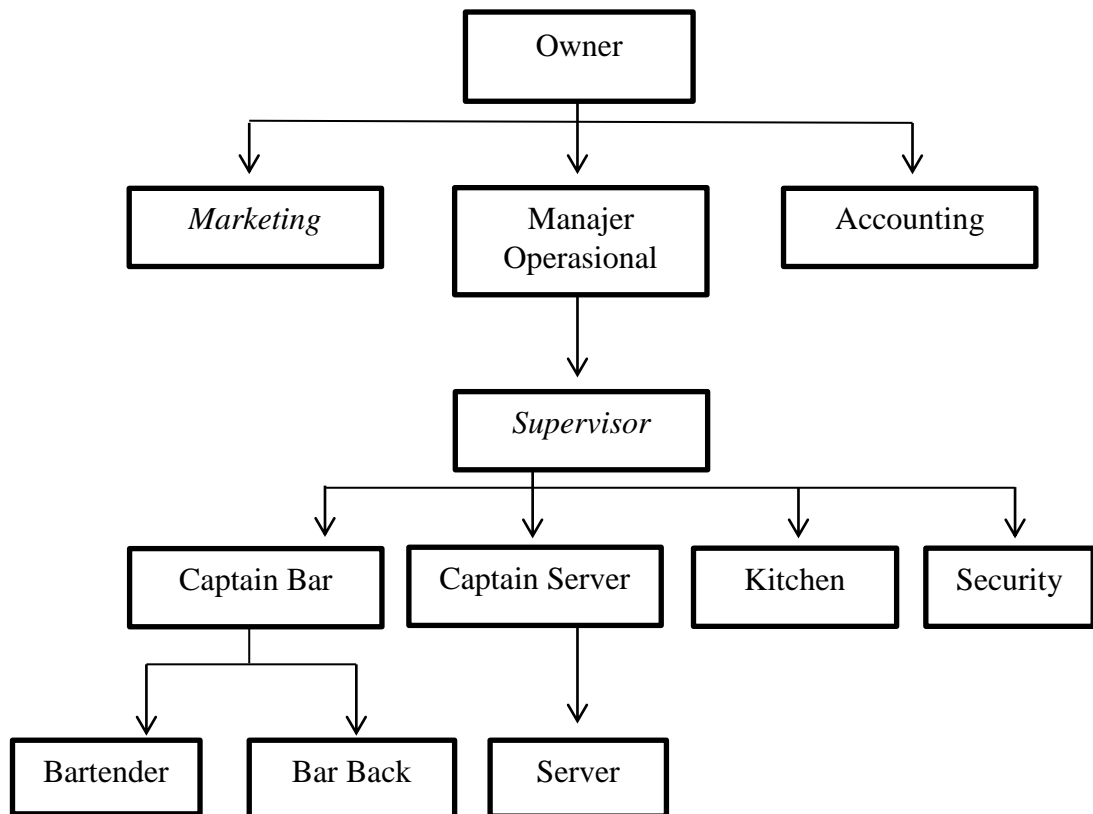 Owner
Marketing
Manajer
Operasional
Accounting
Supervisor
Captain Bar
Captain Server
Kitchen
Security
Bartender
Bar Back
Server